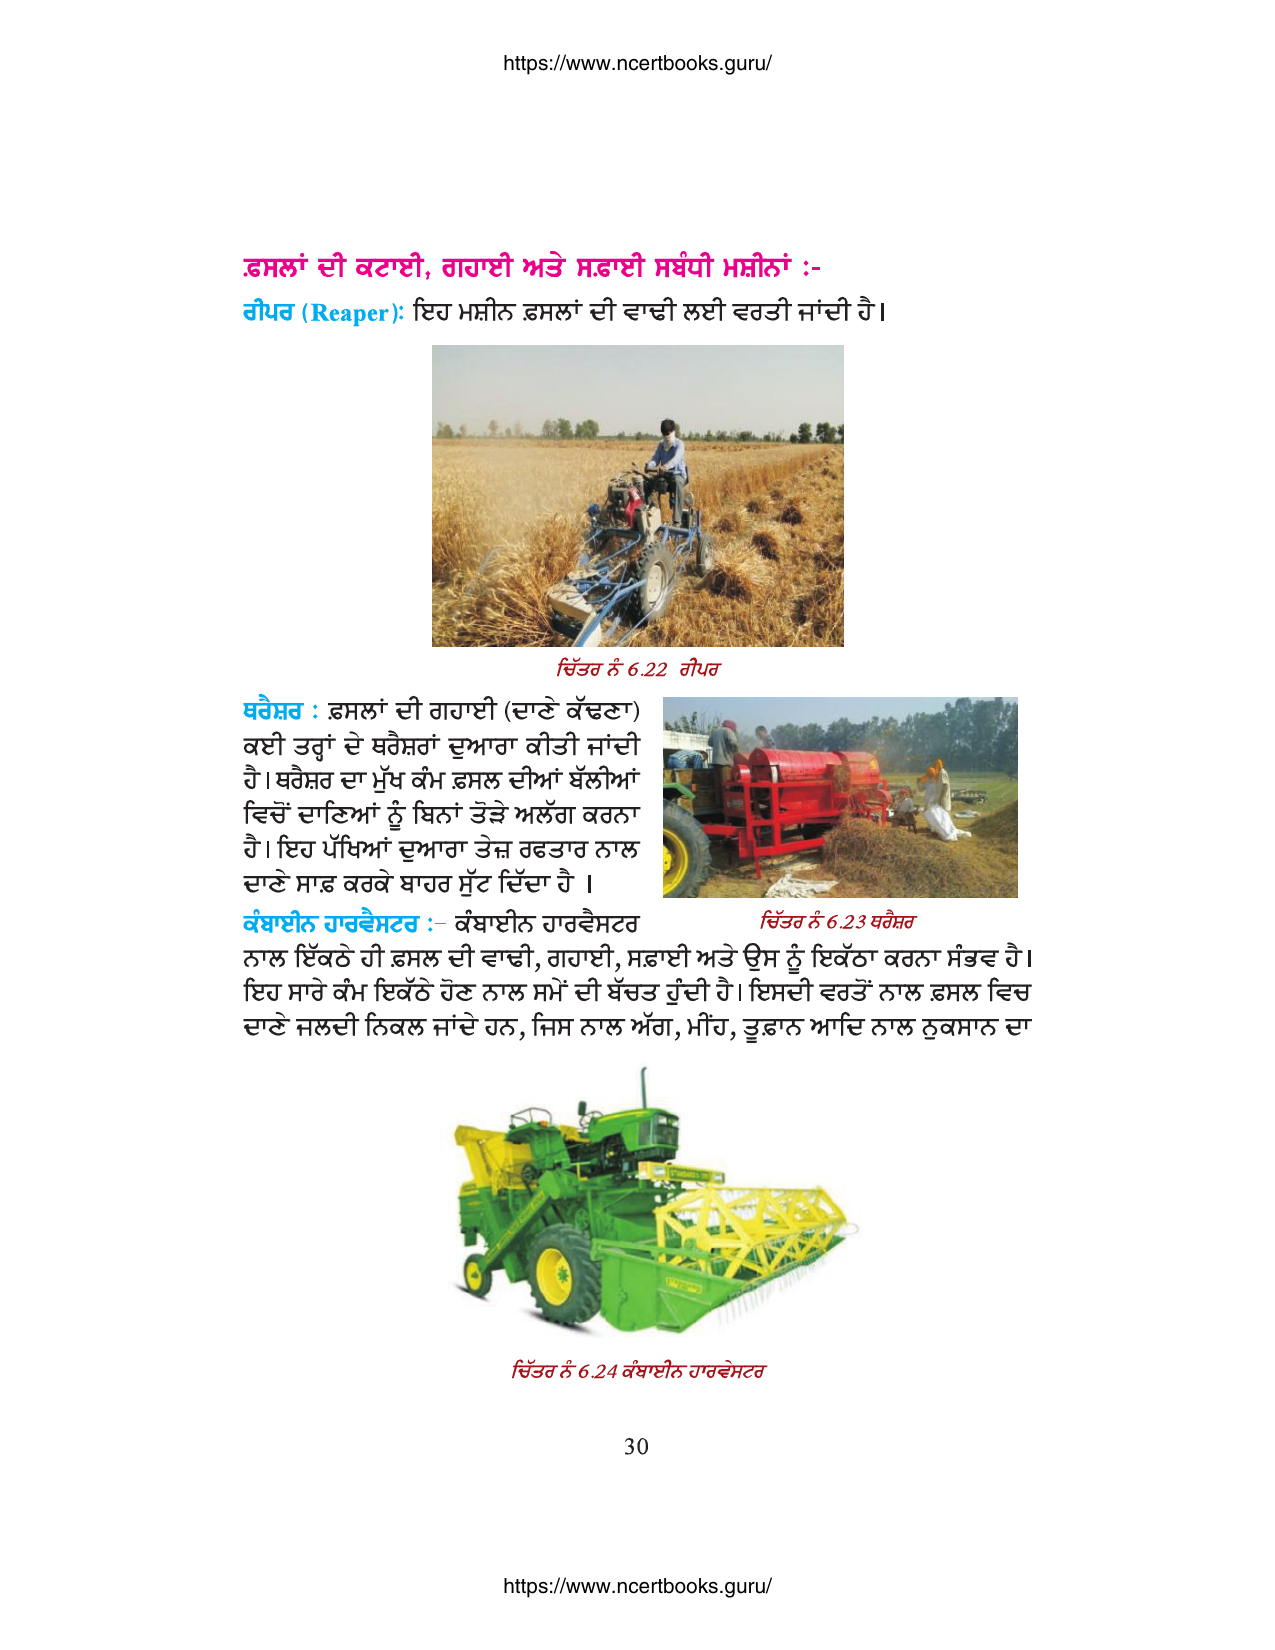 https://www.ncertbooks.guru/
ਫ਼ਸਲਾਂ ਦੀ ਕਟਾਈ, ਗਹਾਈ ਅਤੇ ਸਫ਼ਾਈ ਸਬੰਧੀ ਮਸ਼ੀਨਾਂ :-
ਰੀਪਰ (Reaper): ਇਹ ਮਸ਼ੀਨ ਫ਼ਸਲਾਂ ਦੀ ਵਾਢੀ ਲਈ ਵਰਤੀ ਜਾਂਦੀ ਹੈ।
ਚਿੱਤਰ ਨੰ 6.22 ਰੀਪਰ
ਥਰੈਸ਼ਰ : ਫ਼ਸਲਾਂ ਦੀ ਗਹਾਈ (ਦਾਣੇ ਕੱਢਣਾ)
ਕਈ ਤਰ੍ਹਾਂ ਦੇ ਥਰੈਸ਼ਰਾਂ ਦੁਆਰਾ ਕੀਤੀ ਜਾਂਦੀ
ਹੈ। ਥਰੈਸ਼ਰ ਦਾ ਮੁੱਖ ਕੰਮ ਫ਼ਸਲ ਦੀਆਂ ਬੱਲੀਆਂ
ਵਿਚੋਂ ਦਾਣਿਆਂ ਨੂੰ ਬਿਨਾਂ ਤੋੜੇ ਅਲੱਗ ਕਰਨਾ
ਹੈ। ਇਹ ਪੱਖਿਆਂ ਦੁਆਰਾ ਤੇਜ਼ ਰਫਤਾਰ ਨਾਲ
ਦਾਣੇ ਸਾਫ਼ ਕਰਕੇ ਬਾਹਰ ਸੁੱਟ ਦਿੱਦਾ ਹੈ ।
ਚਿੱਤਰ ਨੰ 6.23 ਥਰੈਸ਼ਰ
ਕੰਬਾਈਨ ਹਾਰਵੈਸਟਰ :– ਕੰਬਾਈਨ ਹਾਰਵੈਸਟਰ
ਨਾਲ ਇੱਕਠੇ ਹੀ ਫ਼ਸਲ ਦੀ ਵਾਢੀ, ਗਹਾਈ, ਸਫ਼ਾਈ ਅਤੇ ਉਸ ਨੂੰ ਇਕੱਠਾ ਕਰਨਾ ਸੰਭਵ ਹੈ।
ਇਹ ਸਾਰੇ ਕੰਮ ਇਕੱਠੇ ਹੋਣ ਨਾਲ ਸਮੇਂ ਦੀ ਬੱਚਤ ਹੁੰਦੀ ਹੈ। ਇਸਦੀ ਵਰਤੋਂ ਨਾਲ ਫ਼ਸਲ ਵਿਚ
ਦਾਣੇ ਜਲਦੀ ਨਿਕਲ ਜਾਂਦੇ ਹਨ, ਜਿਸ ਨਾਲ ਅੱਗ, ਮੀਂਹ, ਤੂਫ਼ਾਨ ਆਦਿ ਨਾਲ ਨੁਕਸਾਨ ਦਾ
ਚਿੱਤਰ ਨੰ 6.24 ਕੰਬਾਈਨ ਹਾਰਵੇਸਟਰ
30
https://www.ncertbooks.guru/